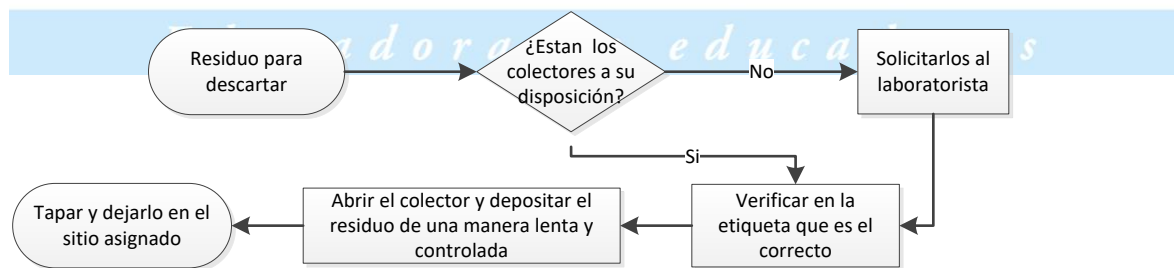 Residuo para
descartar
¿Estan los
colectores a su
disposición?
No
Solicitarlos al
laboratorista
Si
Verificar en la
etiqueta que es el
correcto
Abrir el colector y depositar el
residuo de una manera lenta y
controlada
Tapar y dejarlo en el
sitio asignado